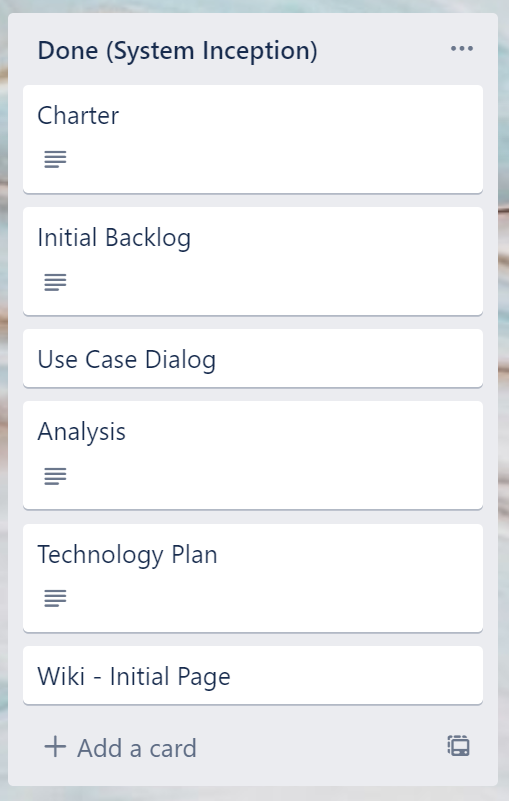 Done (System Inception)
Charter
Initial Backlog
Use Case Dialog
Analysis
Technology Plan
Wiki - Initial Page
Add a card